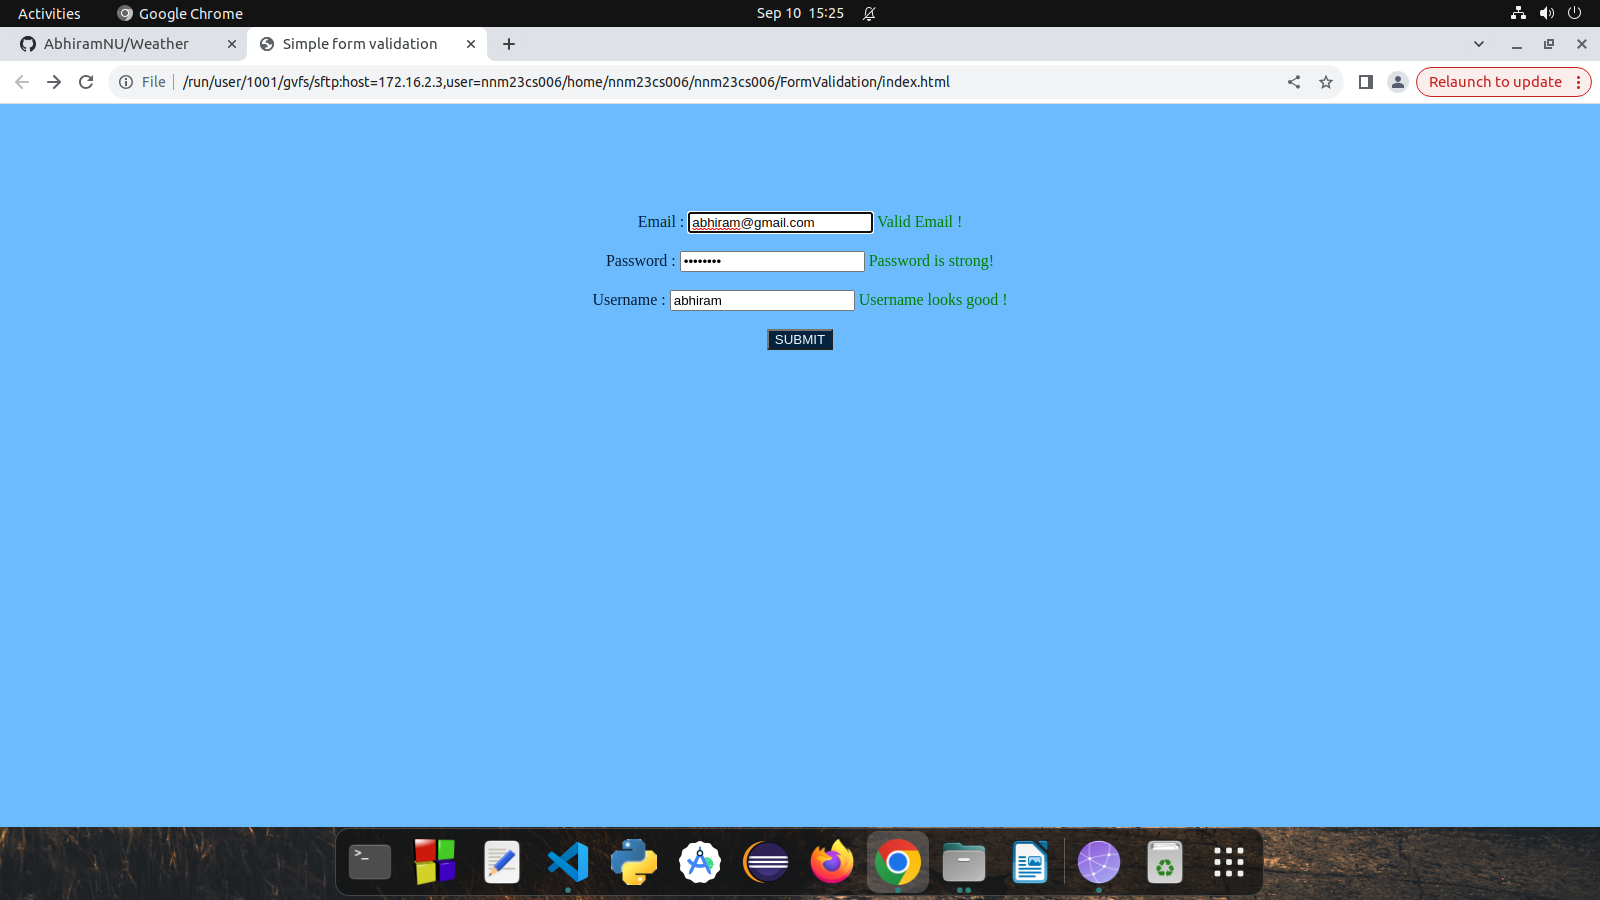 Activities Google Chrome Sep 10 15:25
AbhiramNU/Weather Simple form validation
File /run/user/1001/gvfs/sftp:host=172.16.2.3,user=nnm23cs006/home/nnm23cs006/nnm23cs006/FormValidation/index.html Relaunch to update
Email : abhiram@gmail.com Valid Email !
Password : •••••••• Password is strong!
Username : abhiram Username looks good !
SUBMIT